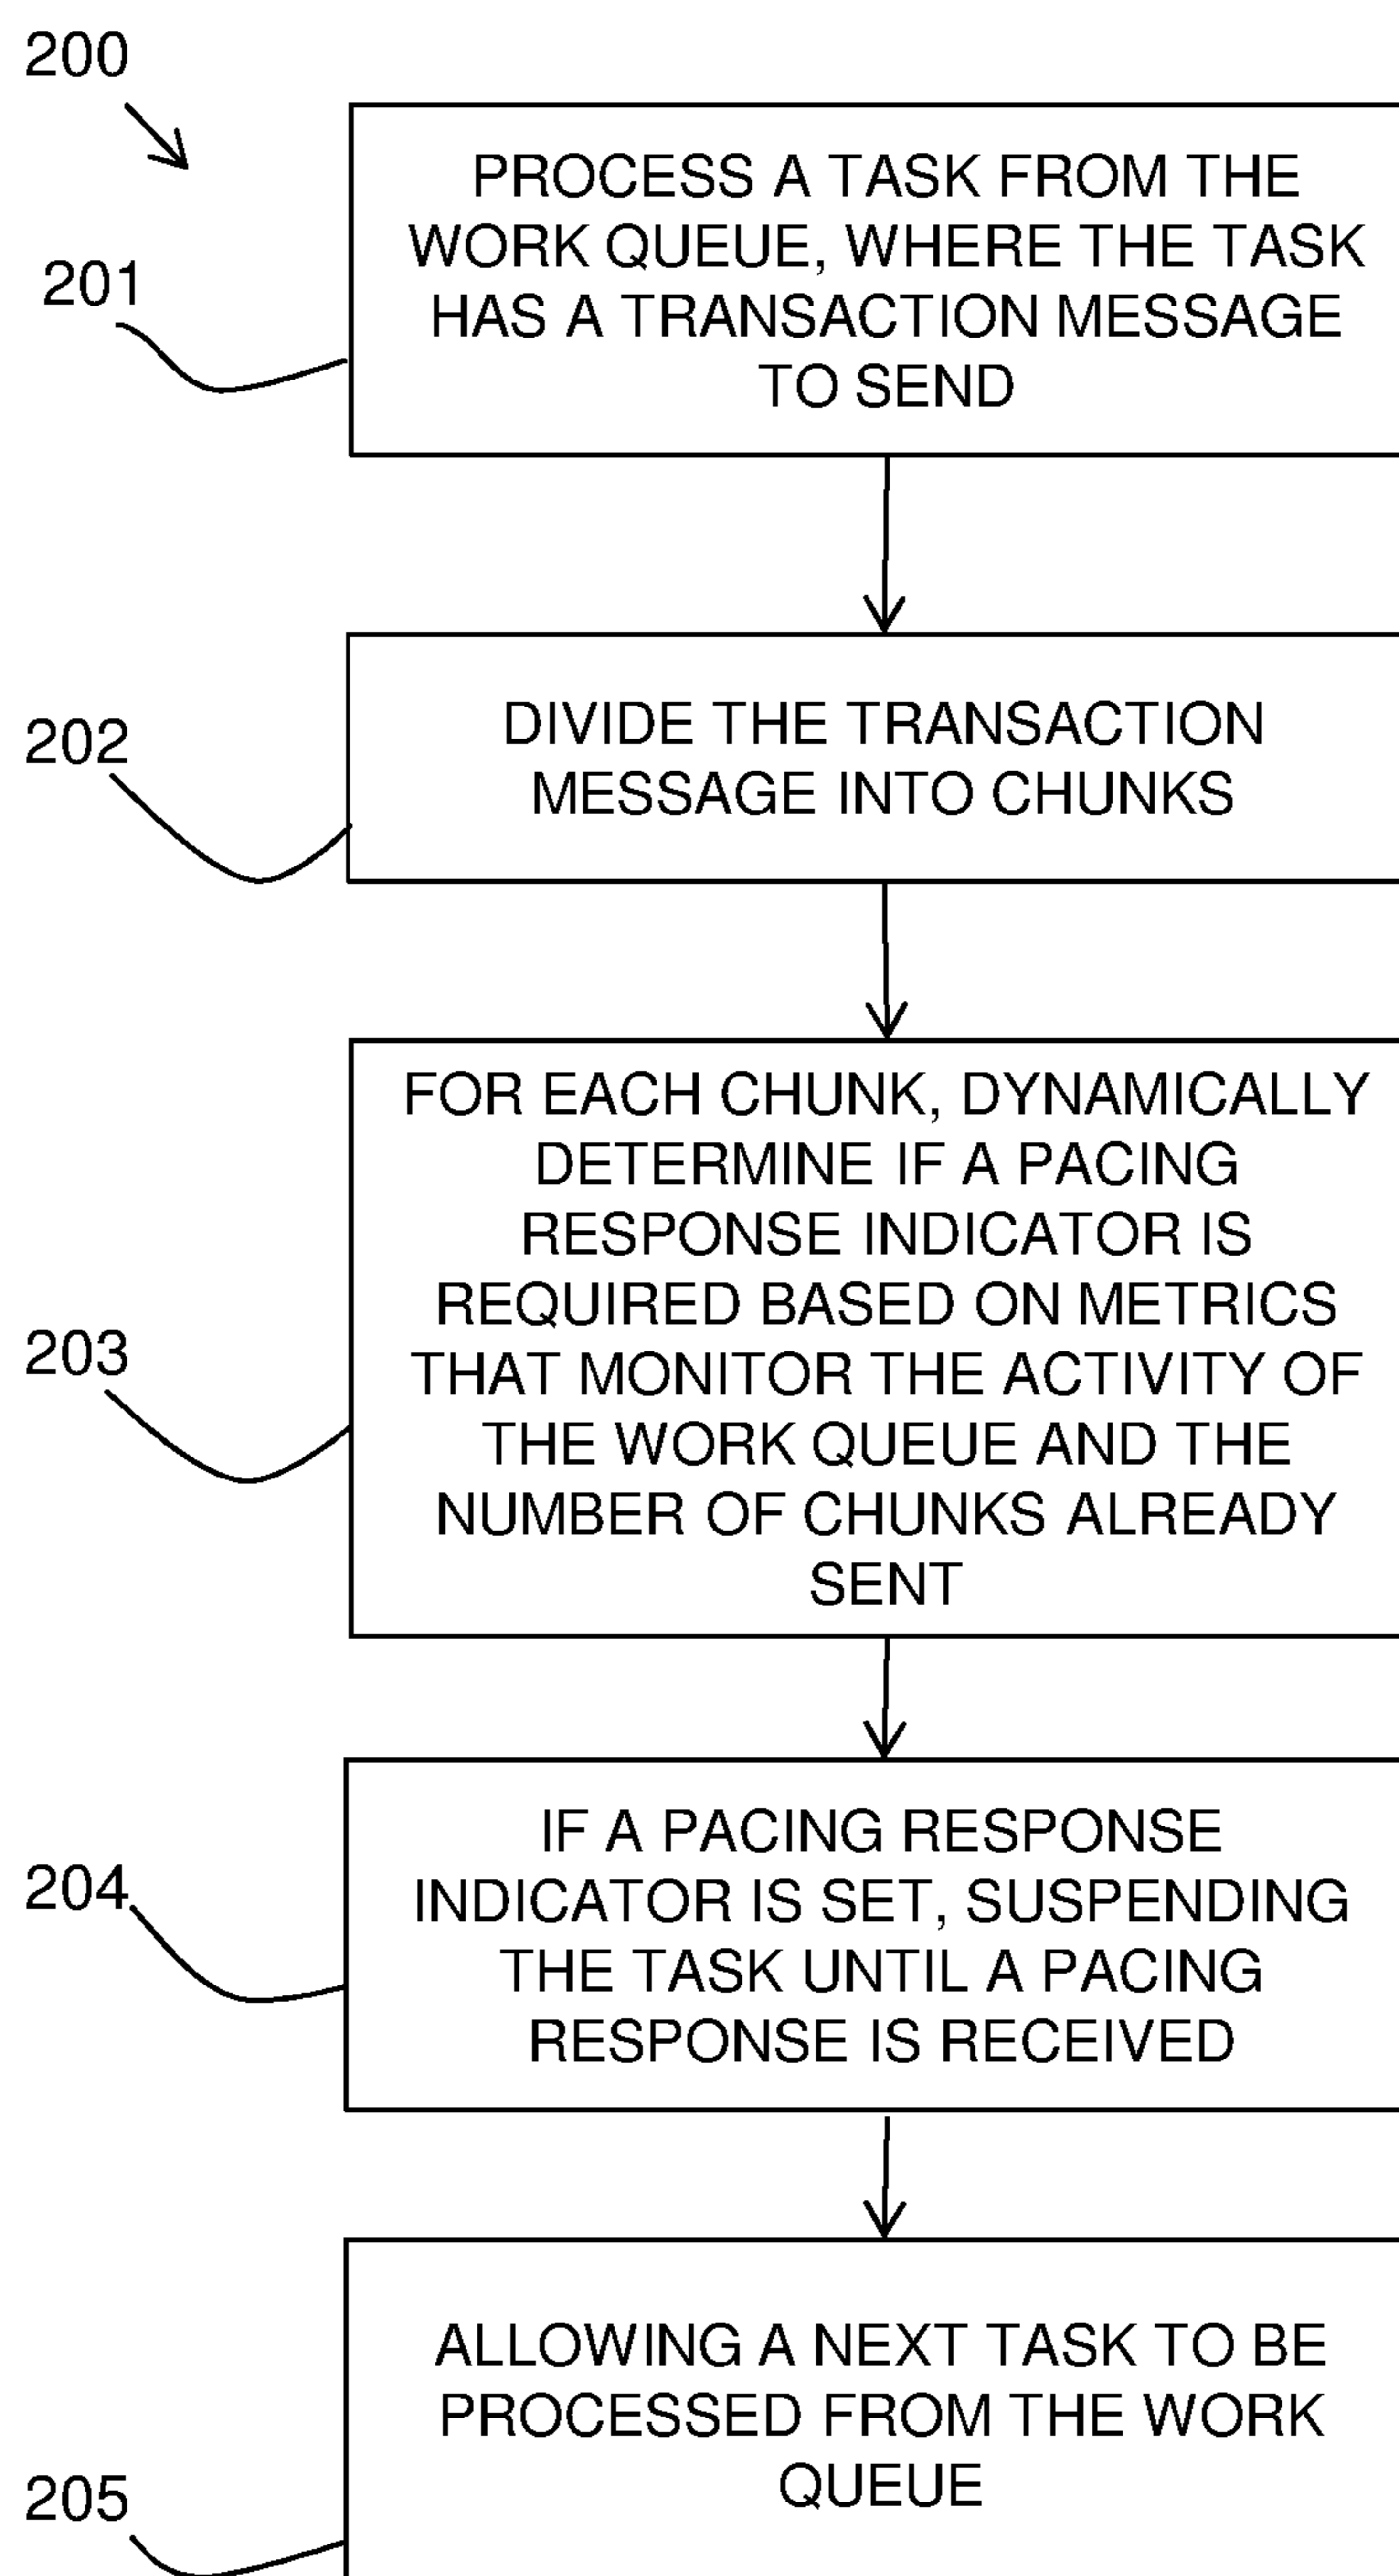 200
201
PROCESS A TASK FROM THE
WORK QUEUE, WHERE THE TASK
HAS A TRANSACTION MESSAGE
TO SEND
202
DIVIDE THE TRANSACTION
MESSAGE INTO CHUNKS
203
FOR EACH CHUNK, DYNAMICALLY
DETERMINE IF A PACING
RESPONSE INDICATOR IS
REQUIRED BASED ON METRICS
THAT MONITOR THE ACTIVITY OF
THE WORK QUEUE AND THE
NUMBER OF CHUNKS ALREADY
SENT
204
IF A PACING RESPONSE
INDICATOR IS SET, SUSPENDING
THE TASK UNTIL A PACING
RESPONSE IS RECEIVED
205
ALLOWING A NEXT TASK TO BE
PROCESSED FROM THE WORK
QUEUE